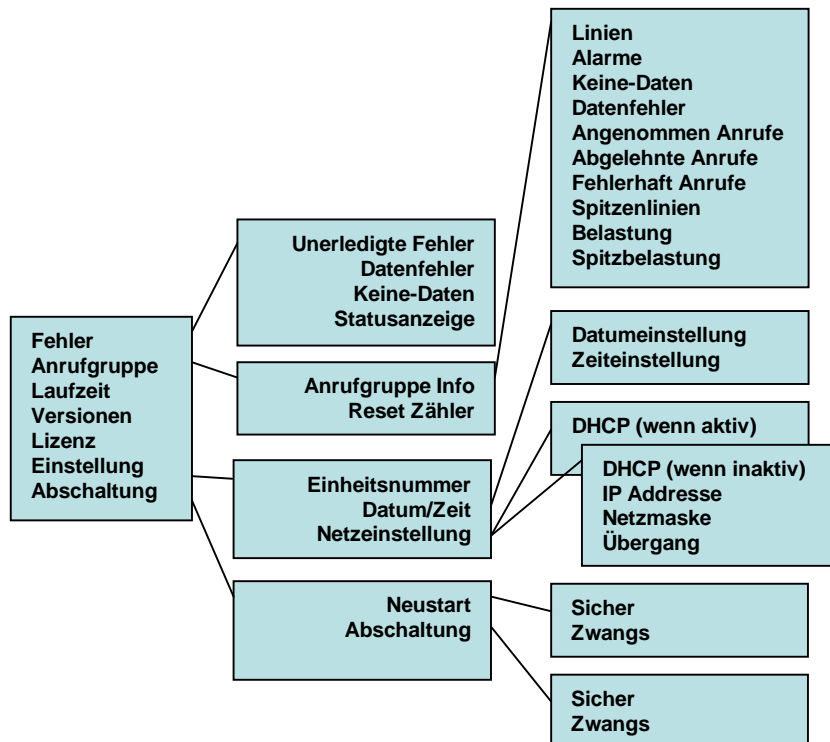 Fehler
Anrufgruppe
Laufzeit
Versionen
Lizenz
Einstellung
Abschaltung
Unerledigte Fehler
Datenfehler
Keine-Daten
Statusanzeige
Anrufgruppe Info
Reset Zähler
Einheitsnummer
Datum/Zeit
Netzeinstellung
Neustart
Abschaltung
Linien
Alarme
Keine-Daten
Datenfehler
Angenommen Anrufe
Abgelehnte Anrufe
Fehlerhaft Anrufe
Spitzenlinien
Belastung
Spitzbelastung
Datumeinstellung
Zeiteinstellung
DHCP (wenn aktiv)
DHCP (wenn inaktiv)
IP Addresse
Netzmaske
Übergang
Sicher
Zwangs
Sicher
Zwangs